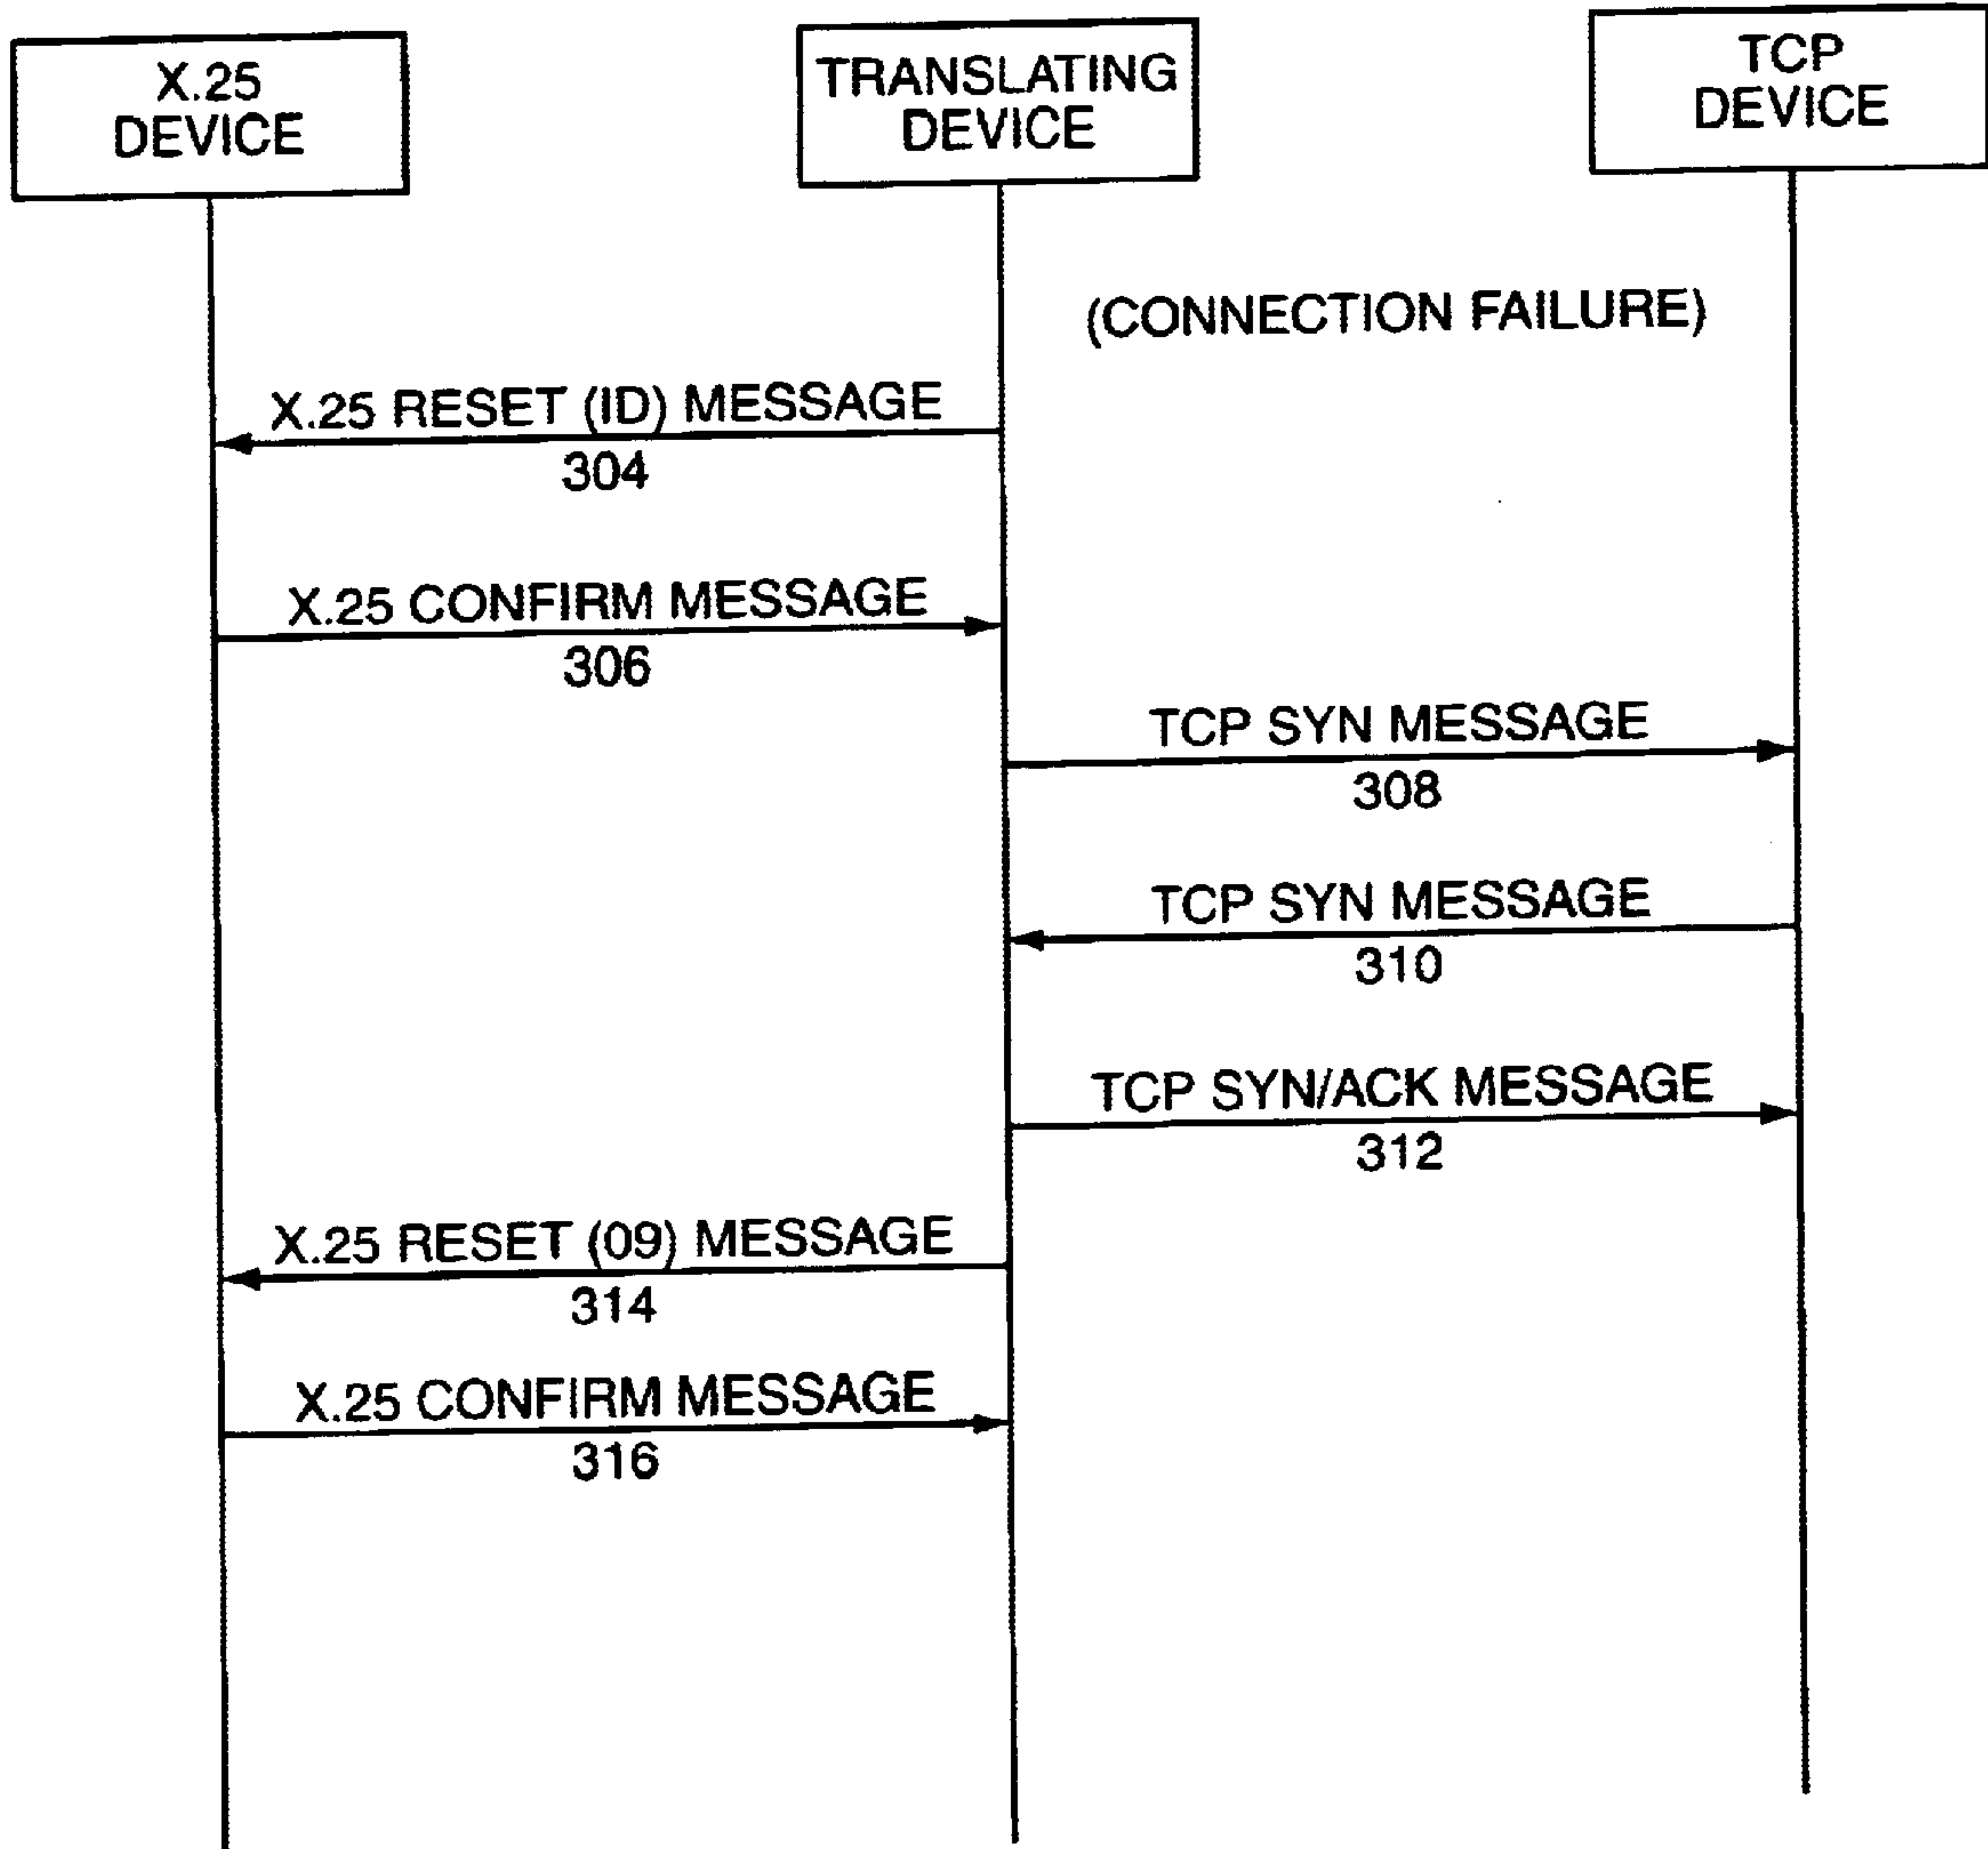 X.25
DEVICE
TRANSLATING
DEVICE
TCP
DEVICE
(CONNECTION FAILURE)
X.25 RESET (ID) MESSAGE
304
X.25 CONFIRM MESSAGE
306
TCP SYN MESSAGE
308
TCP SYN MESSAGE
310
TCP SYN/ACK MESSAGE
312
X.25 RESET (09) MESSAGE
314
X.25 CONFIRM MESSAGE
316